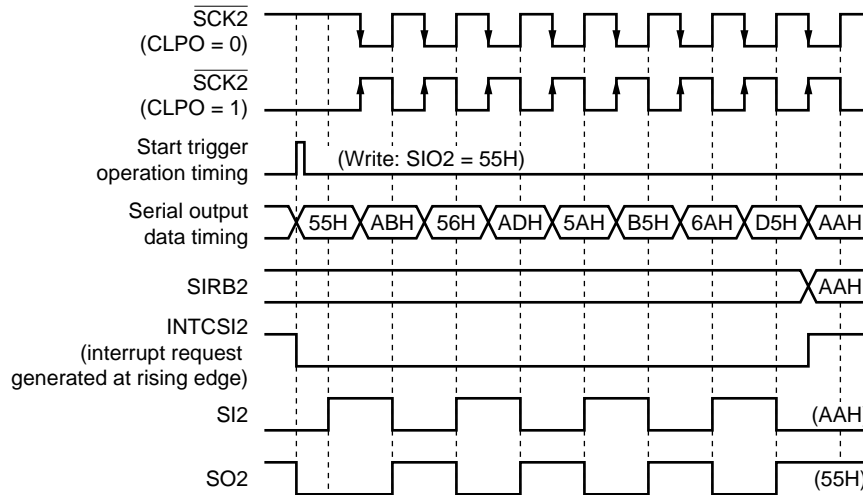 SCK2
(CLPO = 0)
SCK2
(CLPO = 1)
Start trigger
operation timing
(Write: SIO2 = 55H)
Serial output
data timing
55H ABH 56H ADH 5AH B5H 6AH D5H AAH
SIRB2
AAH
INTCSI2
(interrupt request
generated at rising edge)
SI2
(AAH
SO2
(55H)